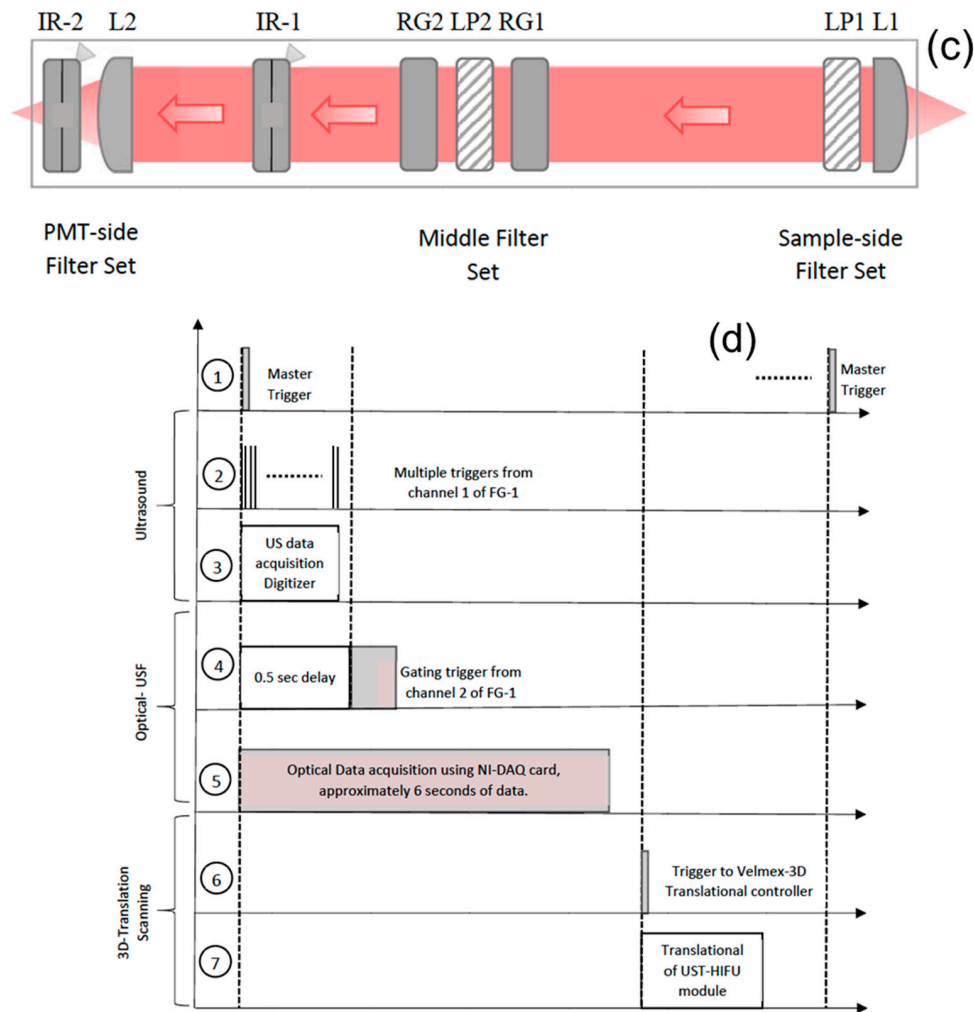 IR-2 L2 IR-1 RG2 LP2 RG1 LP1 L1
(c)
PMT-side
Filter Set
Middle Filter
Set
Sample-side
Filter Set
(d)
1
Master
Trigger
Master
Trigger
Ultrasound
2
Multiple triggers from
channel 1 of FG-1
3
US data
acquisition
Digitizer
Optical- USF
4
0.5 sec delay
Gating trigger from
channel 2 of FG-1
5
Optical Data acquisition using NI-DAQ card,
approximately 6 seconds of data.
3D-Translation
Scanning
6
Trigger to Velmex-3D
Translational controller
7
Translational
of UST-HIFU
module